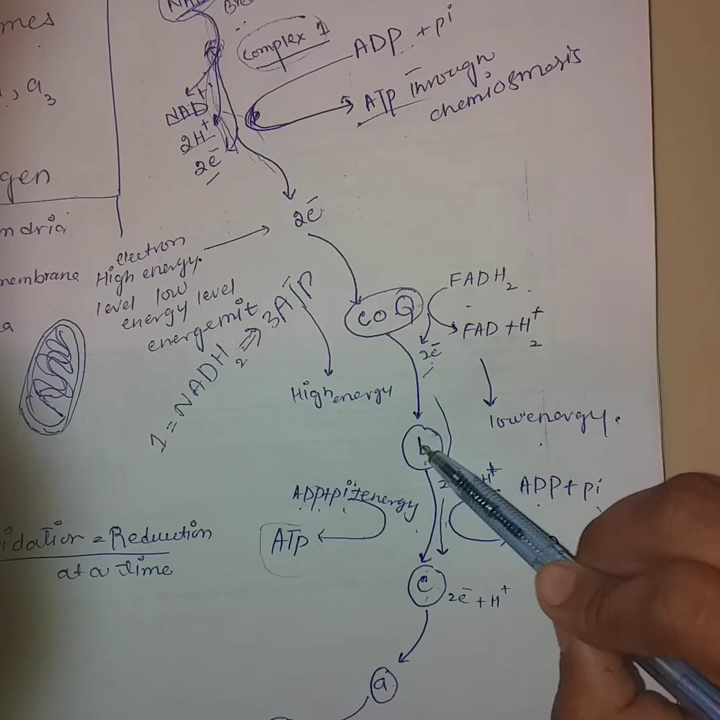 mes
, a3
gen
ndria
membrane
a
Complex 1
ADP + pi
ATP through
chemiosmosis
NAD+
2H+
2e-
2e-
electron
High energy.
level low
energy level
energemit
1 = NADH2 => 3ATP
High energy
CO Q
FADH2
FAD + H2+
2e-
low energy.
b
ADP+pi+energy
ATP
H+
ADP + pi
idation = Reduction
at a time
C
2e- + H+
a